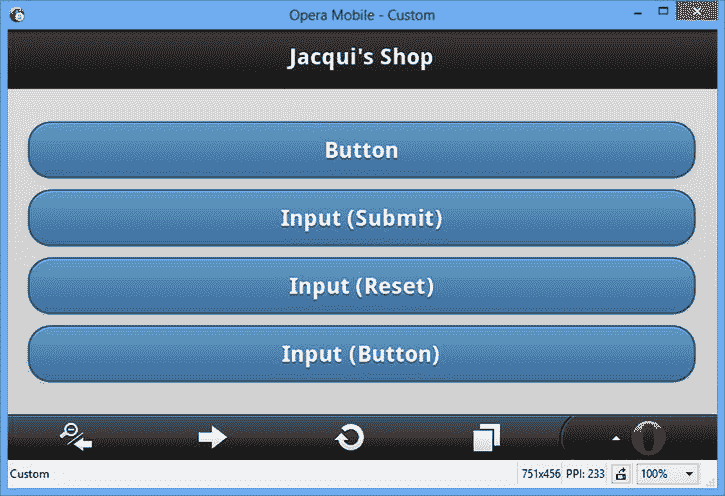 Opera Mobile - Custom
Jacqui's Shop
Button
Input (Submit)
Input (Reset)
Input (Button)
Custom
751x456 PPI: 233 100%